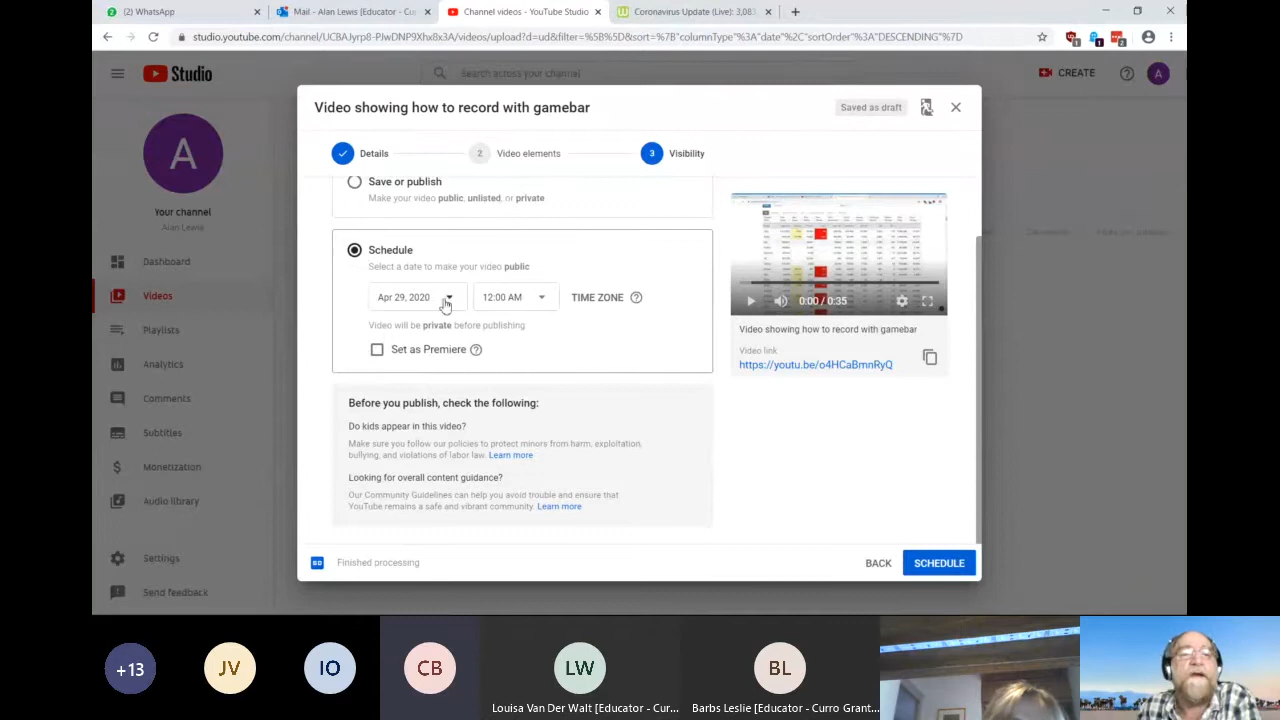 (2) WhatsApp
Mail - Alan Lewis [Educator - Cu
Channel videos - YouTube Studio
Coronavirus Update (Live): 3,083,
studio.youtube.com/channel/UCBAJyrp8-PJwDNP9Xhx8x3A/videos/upload?d=ud&filter=%5B%5D&sort=%7B"columnType"%3A"date"%2C"sortOrder"%3A"DESCENDING"%7D
Studio
Search across your channel
CREATE
A
A
Your channel
Alan Lewis
Dashboard
Videos
Playlists
Analytics
Comments
Subtitles
Monetization
Audio library
Settings
Send feedback
Video showing how to record with gamebar
Saved as draft
Details
2 Video elements
3 Visibility
Save or publish
Make your video public, unlisted, or private
Schedule
Select a date to make your video public
Apr 29, 2020
12:00 AM
TIME ZONE
Video will be private before publishing
Set as Premiere
Before you publish, check the following:
Do kids appear in this video?
Make sure you follow our policies to protect minors from harm, exploitation,
bullying, and violations of labor law. Learn more
Looking for overall content guidance?
Our Community Guidelines can help you avoid trouble and ensure that
YouTube remains a safe and vibrant community. Learn more
0:00 / 0:35
Video showing how to record with gamebar
Video link
https://youtu.be/o4HCaBmnRyQ
SD
Finished processing
BACK
SCHEDULE
+13
JV
IO
CB
LW
BL
Louisa Van Der Walt [Educator - Cur...
Barbs Leslie [Educator - Curro Grant...